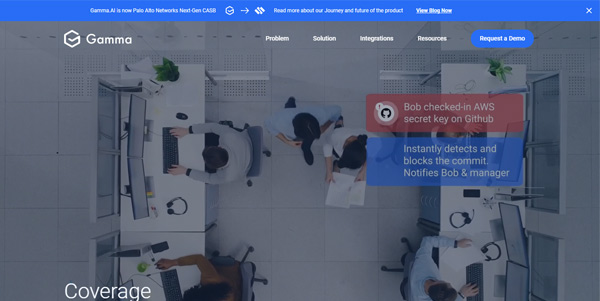 Gamma.AI is now Palo Alto Networks Next-Gen CASB
Read more about our Journey and future of the product
View Blog Now
Gamma
Problem
Solution
Integrations
Resources
Request a Demo
Bob checked-in AWS
secret key on Github
Instantly detects and
blocks the commit.
Notifies Bob & manager
Coverage